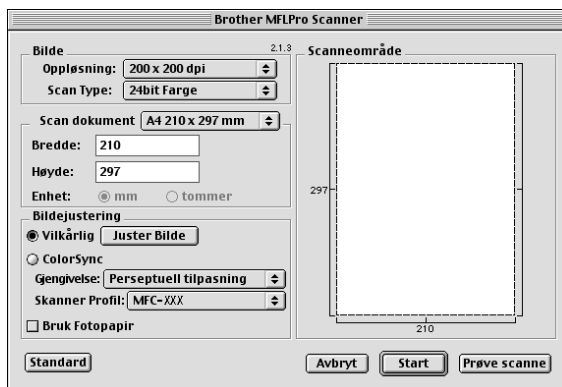 Brother MFL Pro Scanner
Bilde
2.1.3
Oppløsning: 200 x 200 dpi
Scan Type: 24bit Farge
Scan dokument A4 210 x 297 mm
Bredde: 210
Høyde: 297
Enhet: mm tommer
Bildejustering
Vilkårlig Juster Bilde
ColorSync
Gjengivelse: Perseptuell tilpasning
Skanner Profil: MFC-XXX
Bruk Fotopapir
Scanneområde
297
210
Standard Avbryt Start Prøve scanne